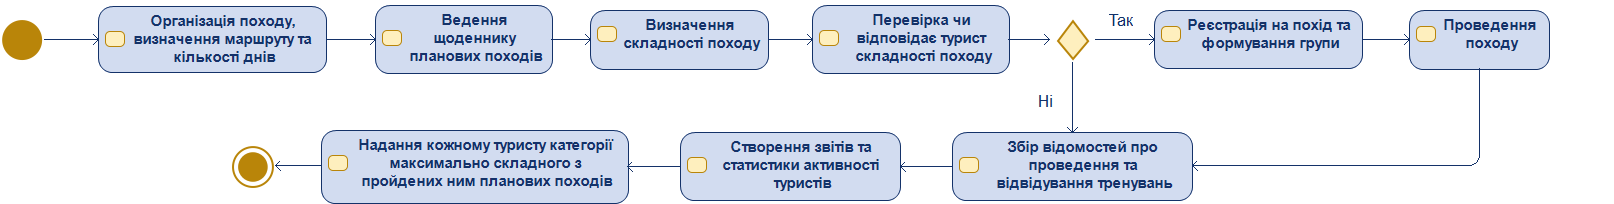 Організація походу,
визначення маршруту та
кількості днів
Ведення
щоденнику
планових походів
Визначення
складності походу
Перевірка чи
відповідає турист
складності походу
Так
Реєстрація на похід та
формування групи
Проведення
походу
Ні
Збір відомостей про
проведення та
відвідування тренувань
Створення звітів та
статистики активності
туристів
Надання кожному туристу категорії
максимально складного з
пройдених ним планових походів